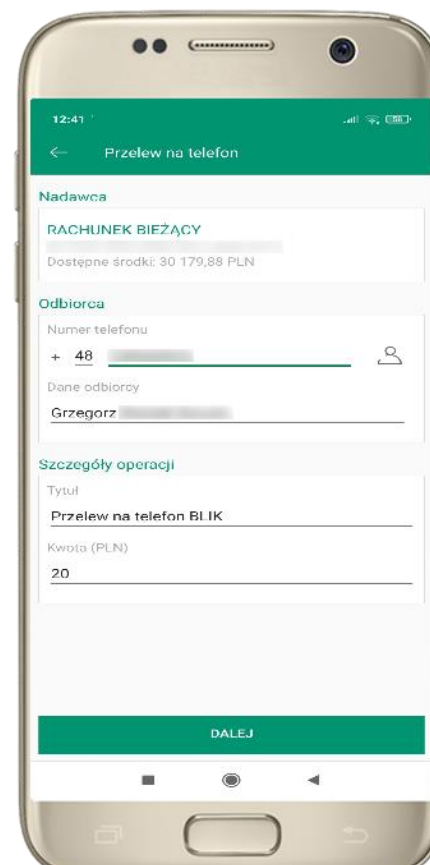 12:41
Przelew na telefon
Nadawca
RACHUNEK BIEŻĄCY
Dostępne środki: 30 179,88 PLN
Odbiorca
Numer telefonu
+ 48
Dane odbiorcy
Grzegorz
Szczegóły operacji
Tytuł
Przelew na telefon BLIK
Kwota (PLN)
20
DALEJ